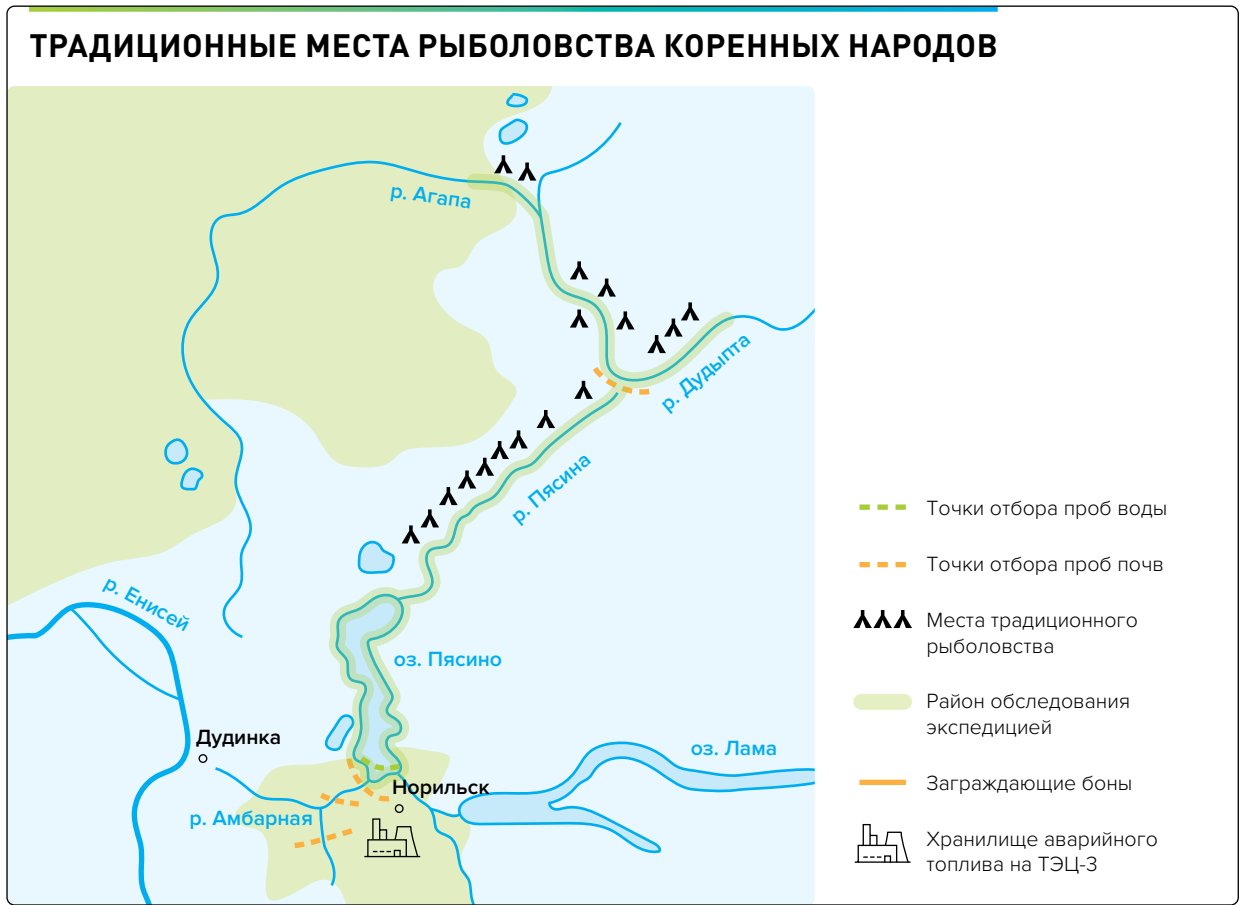 ТРАДИЦИОННЫЕ МЕСТА РЫБОЛОВСТВА КОРЕННЫХ НАРОДОВ
р. Агапа
р. Дудыпта
р. Пясина
р. Енисей
оз. Пясино
Дудинка
оз. Лама
Норильск
р. Амбарная
Точки отбора проб воды
Точки отбора проб почв
Места традиционного
рыболовства
Район обследования
экспедицией
Заграждающие боны
Хранилище аварийного
топлива на ТЭЦ-3